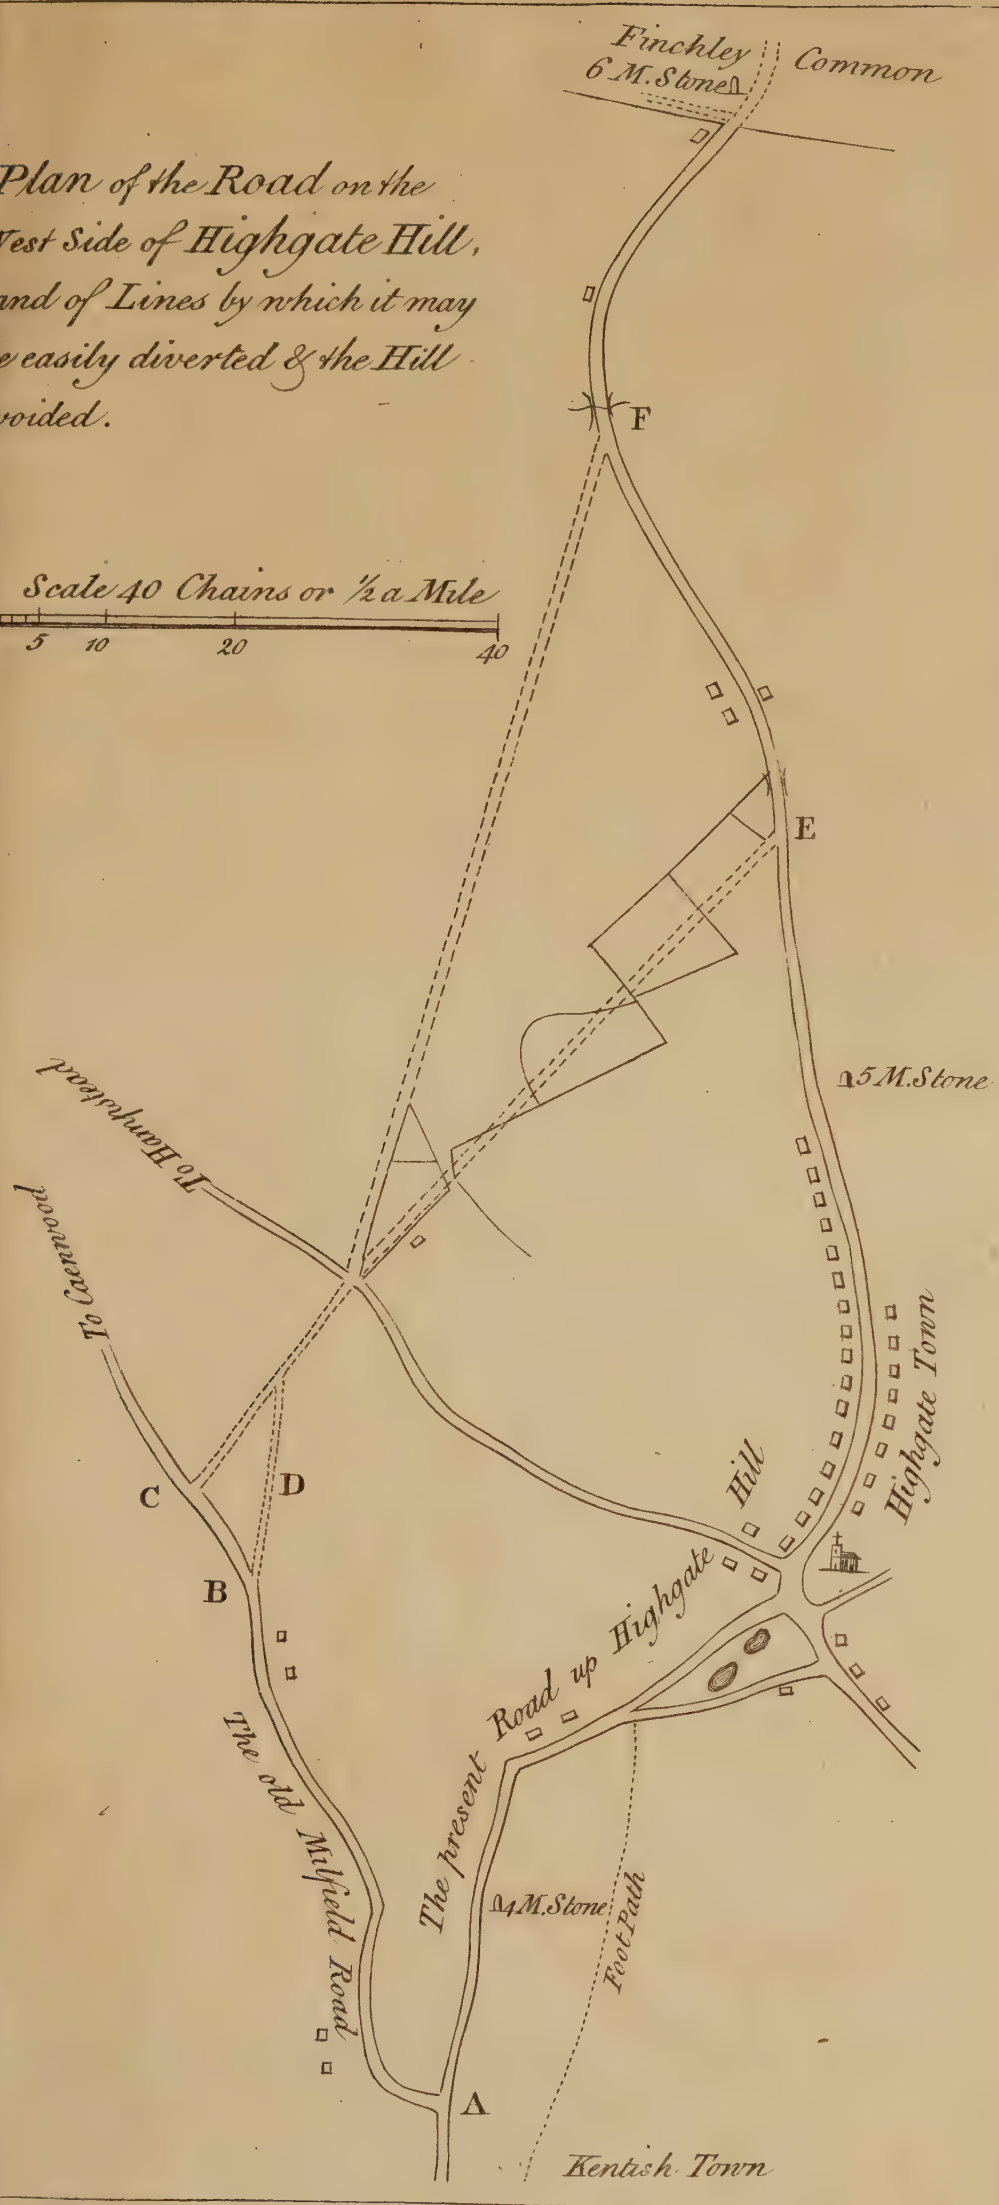 Finchley Common
6 M. Stone
Plan of the Road on the
West Side of Highgate Hill,
and of Lines by which it may
e easily diverted & the Hill
voided.
F
Scale 40 Chains or ½ a Mile
5 10 20 40
E
5 M. Stone
To Hampstead
To Caenwood
Highgate Town
C
D
B
The present Road up Highgate Hill
The old Milfield Road
4 M. Stone
Foot Path
A
Kentish Town